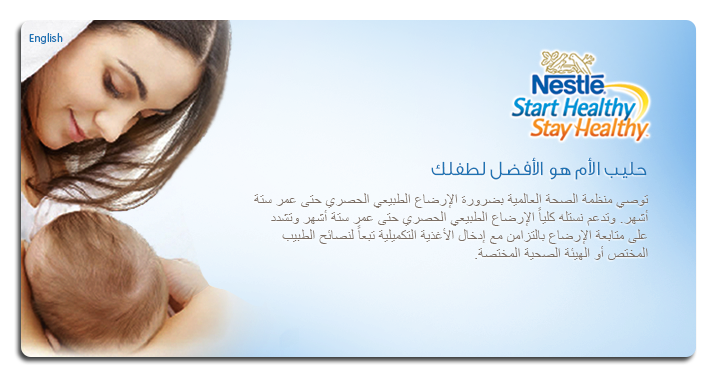 English
Nestlé
Start Healthy
Stay Healthy
حليب الأم هو الأفضل لطفلك
توصي منظمة الصحة العالمية بضرورة الإرضاع الطبيعي الحصري حتى عمر ستة
أشهر. وتدعم نستله كلياً الإرضاع الطبيعي الحصري حتى عمر ستة أشهر وتشدد
على متابعة الإرضاع بالتزامن مع إدخال الأغذية التكميلية تبعاً لنصائح الطبيب
المختص أو الهيئة الصحية المختصة.